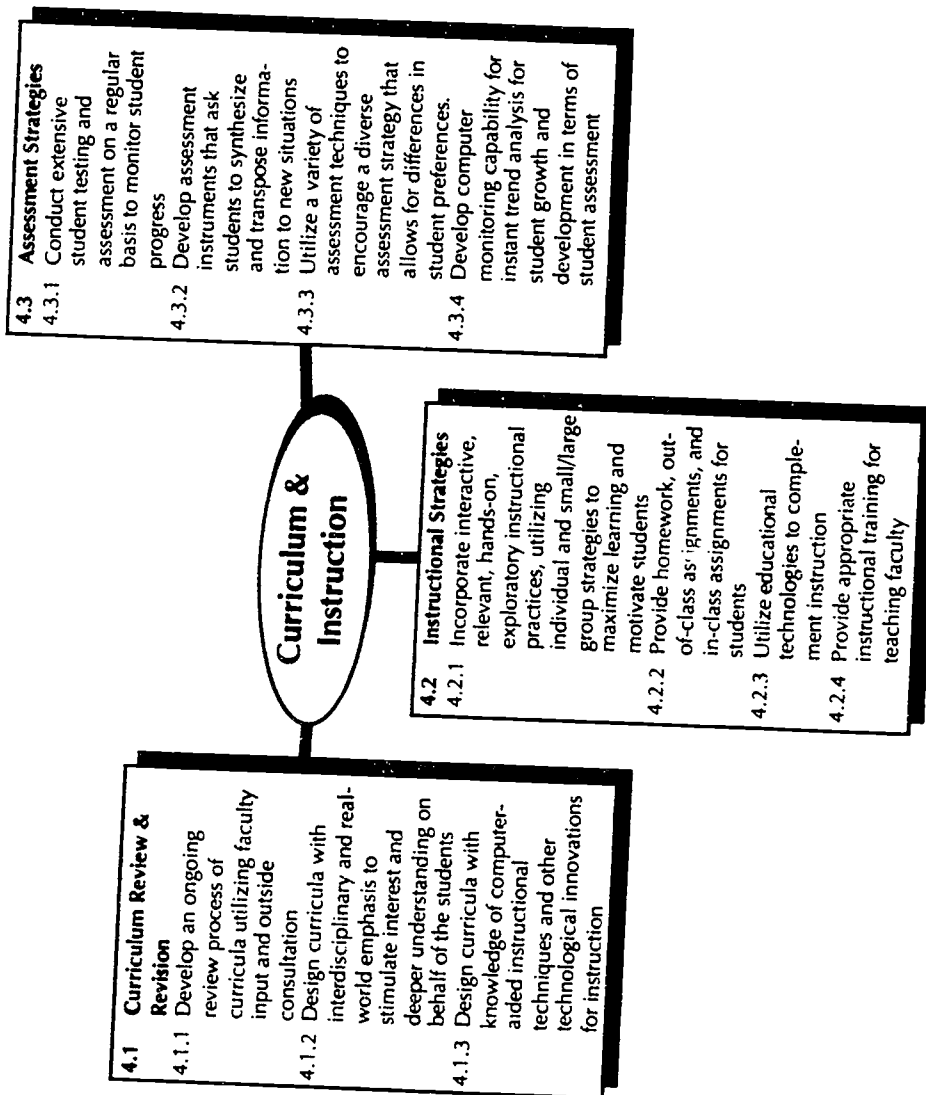 Curriculum &
Instruction
4.1 Curriculum Review &
Revision
4.1.1 Develop an ongoing
review process of
curricula utilizing faculty
input and outside
consultation
4.1.2 Design curricula with
interdisciplinary and real-
world emphasis to
stimulate interest and
deeper understanding on
behalf of the students
4.1.3 Design curricula with
knowledge of computer-
aided instructional
techniques and other
technological innovations
for instruction
4.2 Instructional Strategies
4.2.1 Incorporate interactive,
relevant, hands-on,
exploratory instructional
practices, utilizing
individual and small/large
group strategies to
maximize learning and
motivate students
4.2.2 Provide homework, out-
of-class assignments, and
in-class assignments for
students
4.2.3 Utilize educational
technologies to comple-
ment instruction
4.2.4 Provide appropriate
instructional training for
teaching faculty
4.3 Assessment Strategies
4.3.1 Conduct extensive
student testing and
assessment on a regular
basis to monitor student
progress
4.3.2 Develop assessment
instruments that ask
students to synthesize
and transpose informa-
tion to new situations
4.3.3 Utilize a variety of
assessment techniques to
encourage a diverse
assessment strategy that
allows for differences in
student preferences.
4.3.4 Develop computer
monitoring capability for
instant trend analysis for
student growth and
development in terms of
student assessment